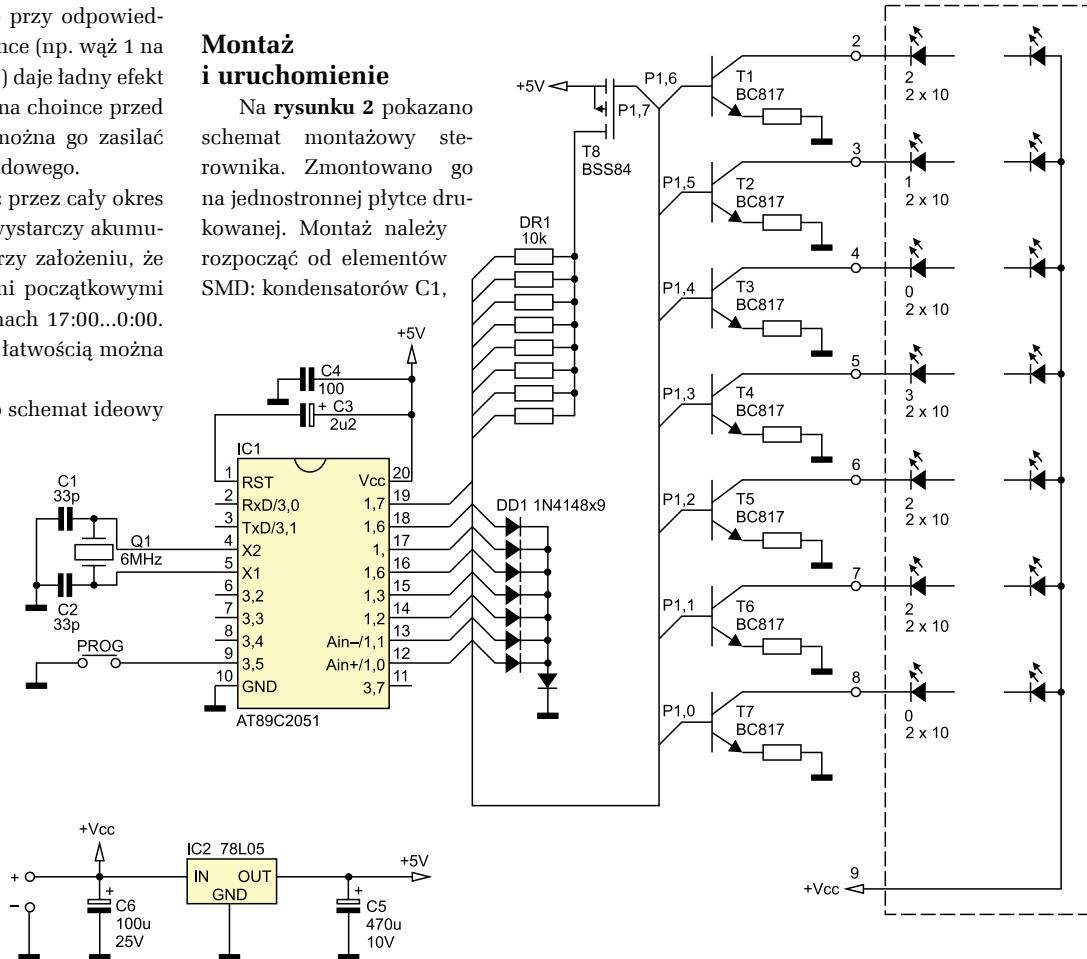 przy odpowied-
nce (np. wąż 1 na
) daje ładny efekt
na choince przed
można go zasilać
dowego.
przez cały okres
wystarczy akumu-
rzy założeniu, że
mi początkowymi
nach 17:00...0:00.
łatwością można
schemat ideowy
Montaż
i uruchomienie
Na rysunku 2 pokazano
schemat montażowy ste-
rownika. Zmontowano go
na jednostronnej płytce dru-
kowanej. Montaż należy
rozpocząć od elementów
SMD: kondensatorów C1,
+5V
P1,6
P1,7
T8
BSS84
DR1
10k
+5V
C4
100
+ C3
2u2
IC1
1 RST
2 RxD/3,0
3 TxD/3,1
4 X2
5 X1
6 3,2
7 3,3
8 3,4
9 3,5
10 GND
Vcc 20
1,7 19
1,6 18
1, 17
1,6 16
1,3 15
1,2 14
Ain–/1,1 13
Ain+/1,0 12
3,7 11
AT89C2051
C1
33p
Q1
6MHz
C2
33p
PROG
DD1 1N4148x9
T1
BC817
2
2
2 x 10
P1,5
T2
BC817
3
1
2 x 10
P1,4
T3
BC817
4
0
2 x 10
P1,3
T4
BC817
5
3
2 x 10
P1,2
T5
BC817
6
2
2 x 10
P1,1
T6
BC817
7
2
2 x 10
P1,0
T7
BC817
8
0
2 x 10
9
+Vcc
+Vcc
+
–
+
C6
100u
25V
IC2 78L05
IN OUT
GND
+5V
+
C5
470u
10V